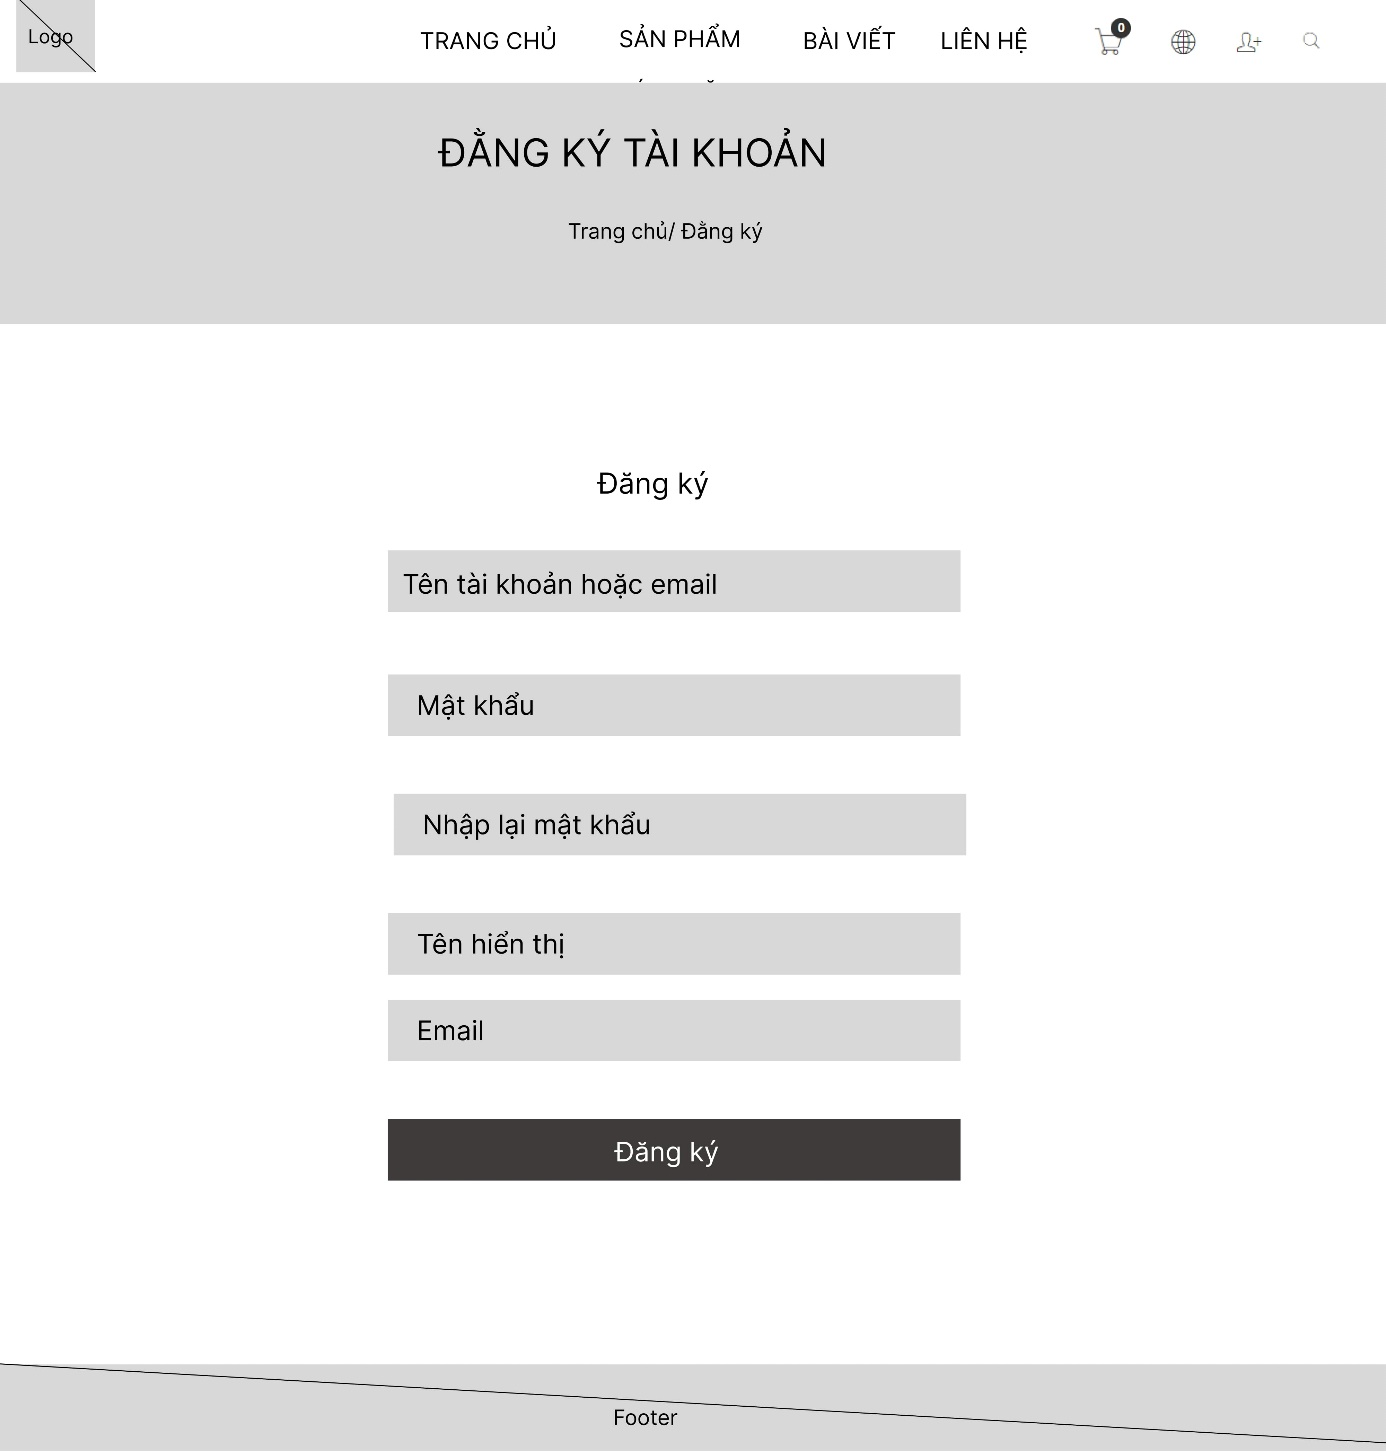 Logo
TRANG CHỦ SẢN PHẨM BÀI VIẾT LIÊN HỆ 0
ĐẰNG KÝ TÀI KHOẢN
Trang chủ/ Đằng ký
Đăng ký
Tên tài khoản hoặc email
Mật khẩu
Nhập lại mật khẩu
Tên hiển thị
Email
Đăng ký
Footer